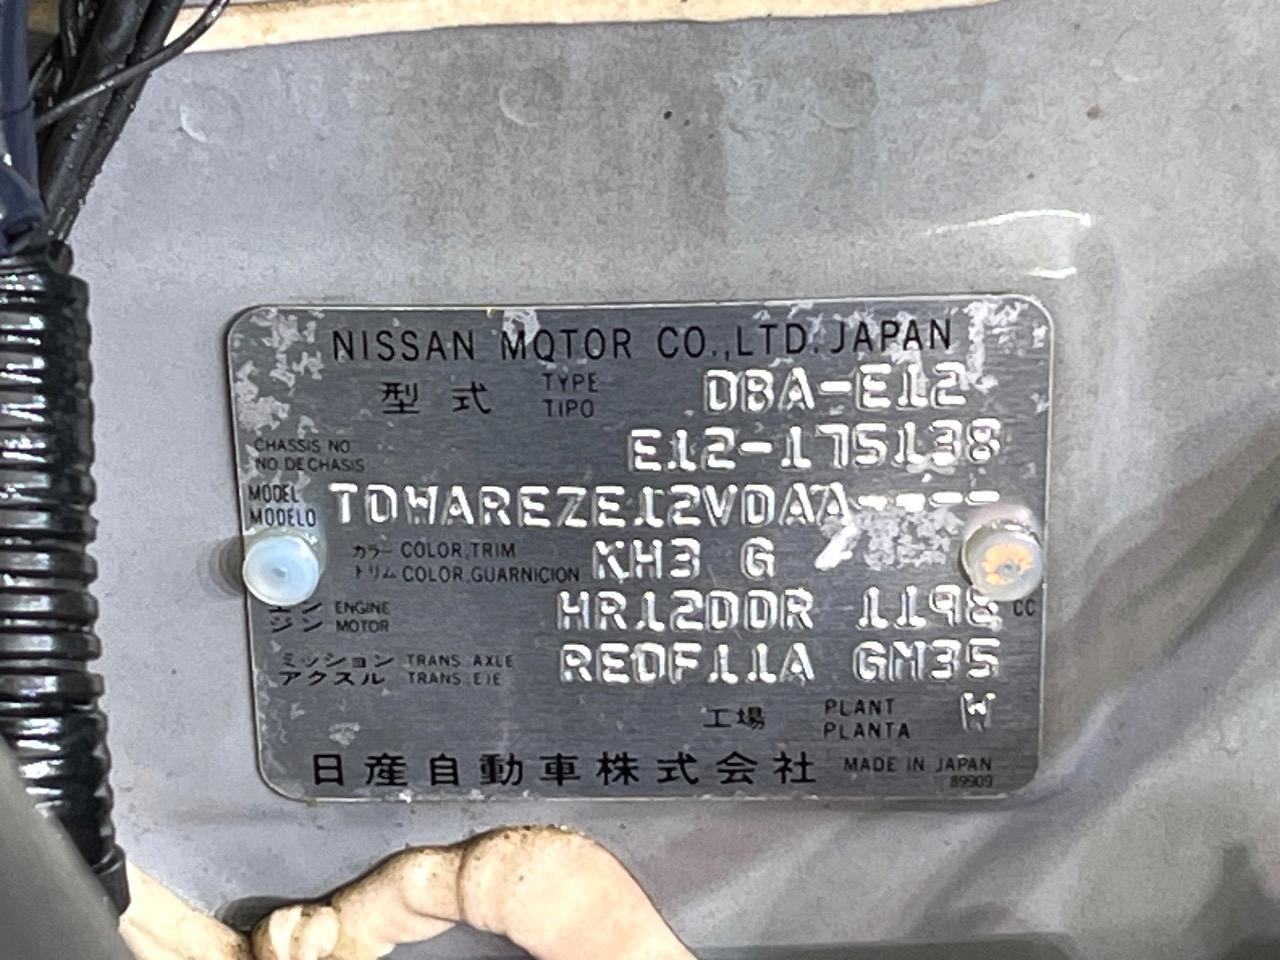 NISSAN MOTOR CO.,LTD. JAPAN
型式 TYPE TIPO DBA-E12
CHASSIS NO NO. DE CHASIS E12-175138
MODEL MODELO TDWAREZE12VDAA-----
カラー COLOR,TRIM トリム COLOR.GUARNICION KH3 G
エンジン ENGINE MOTOR HR12DDR 1198 CC
ミッション TRANS. AXLE アクスル TRANS. EJE RE0F11A GM35
工場 PLANT PLANTA W
日産自動車株式会社 MADE IN JAPAN
89909